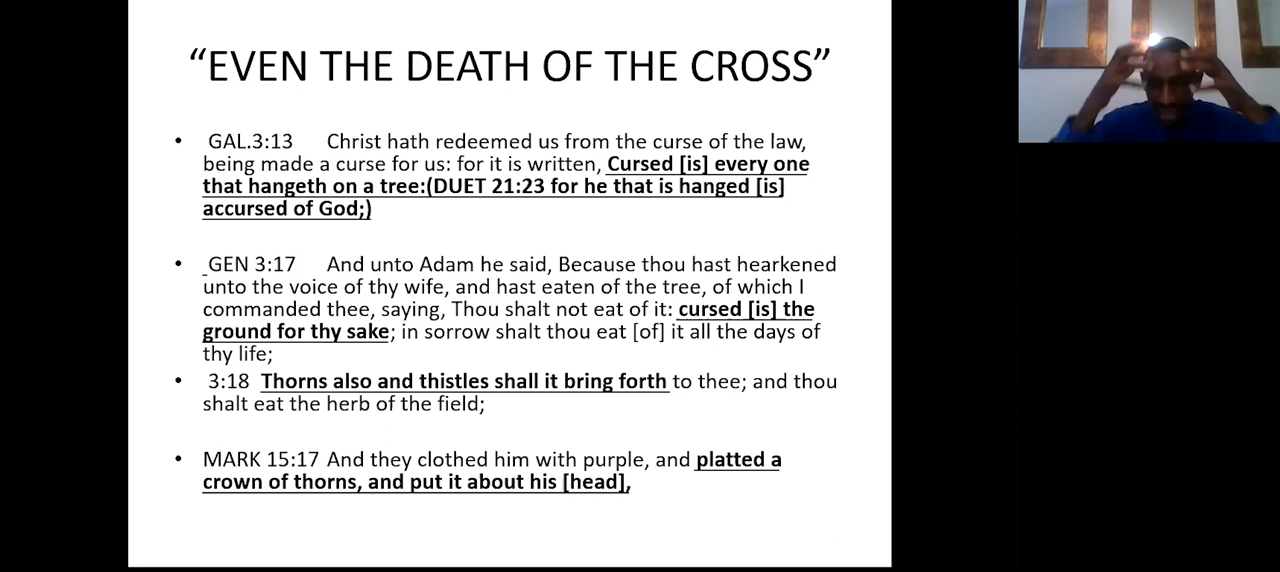 “EVEN THE DEATH OF THE CROSS”
• GAL.3:13 Christ hath redeemed us from the curse of the law,
being made a curse for us: for it is written, Cursed [is] every one
that hangeth on a tree:(DUET 21:23 for he that is hanged [is]
accursed of God;)
• GEN 3:17 And unto Adam he said, Because thou hast hearkened
unto the voice of thy wife, and hast eaten of the tree, of which I
commanded thee, saying, Thou shalt not eat of it: cursed [is] the
ground for thy sake; in sorrow shalt thou eat [of] it all the days of
thy life;
• 3:18 Thorns also and thistles shall it bring forth to thee; and thou
shalt eat the herb of the field;
• MARK 15:17 And they clothed him with purple, and platted a
crown of thorns, and put it about his [head],